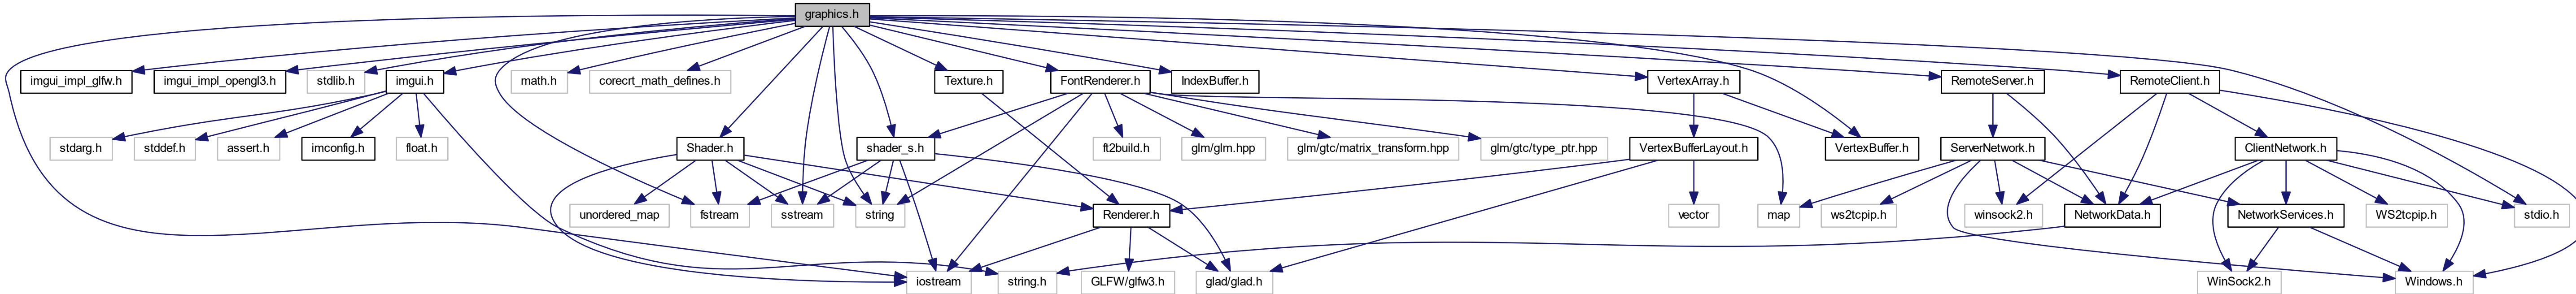 graphics.h
imgui_impl_glfw.h
imgui_impl_opengl3.h
stdlib.h
imgui.h
math.h
corecrt_math_defines.h
Texture.h
FontRenderer.h
IndexBuffer.h
VertexArray.h
RemoteServer.h
RemoteClient.h
stdarg.h
stddef.h
assert.h
imconfig.h
float.h
Shader.h
shader_s.h
ft2build.h
glm/glm.hpp
glm/gtc/matrix_transform.hpp
glm/gtc/type_ptr.hpp
VertexBufferLayout.h
VertexBuffer.h
ServerNetwork.h
ClientNetwork.h
unordered_map
fstream
sstream
string
Renderer.h
vector
map
ws2tcpip.h
winsock2.h
NetworkData.h
NetworkServices.h
WS2tcpip.h
stdio.h
iostream
string.h
GLFW/glfw3.h
glad/glad.h
WinSock2.h
Windows.h